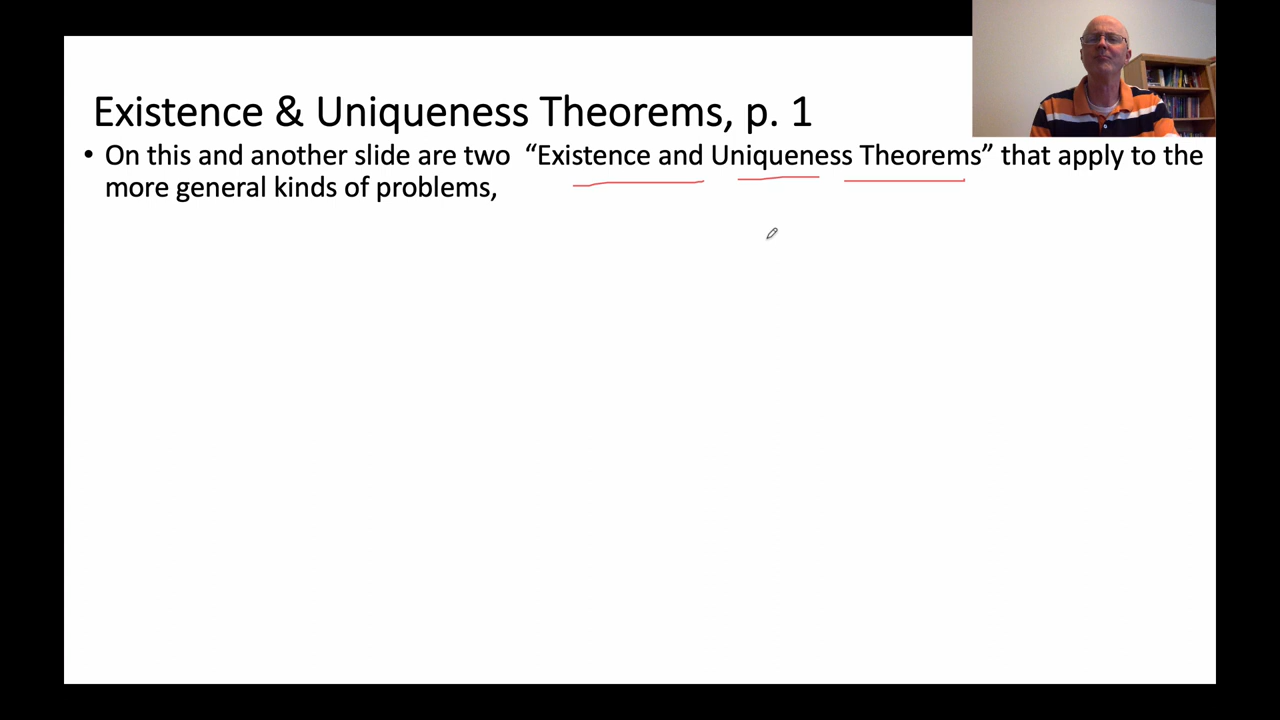 Existence & Uniqueness Theorems, p. 1
• On this and another slide are two “Existence and Uniqueness Theorems” that apply to the
more general kinds of problems,